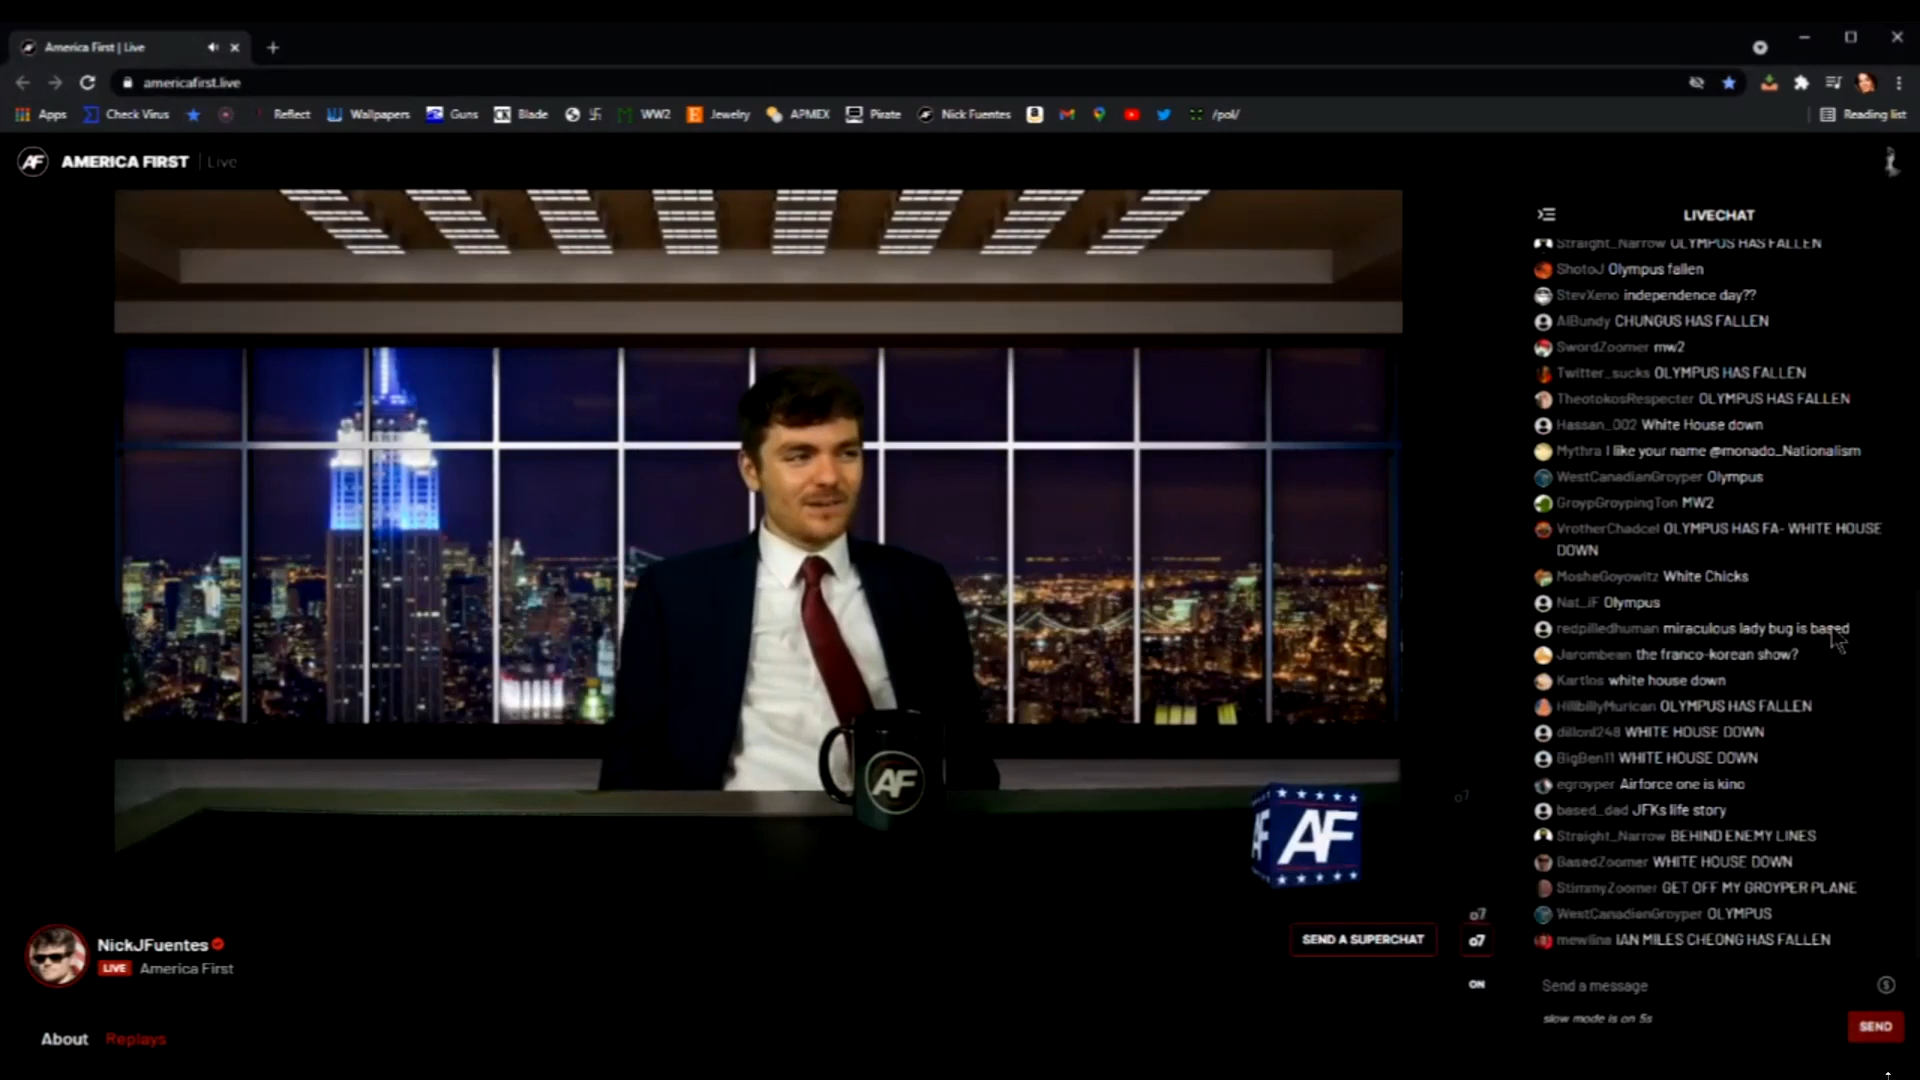 America First | Live
americafirst.live
Apps Check Virus Reflect Wallpapers Guns CK Blade 卐 WW2 Jewelry APMEX Pirate Nick Fuentes /pol/ Reading list
AF AMERICA FIRST Live
LIVECHAT
Straight_Narrow OLYMPUS HAS FALLEN
ShotoJ Olympus fallen
StevXeno independence day??
AlBundy CHUNGUS HAS FALLEN
SwordZoomer mw2
Twitter_sucks OLYMPUS HAS FALLEN
TheotokosRespecter OLYMPUS HAS FALLEN
Hassan_002 White House down
Mythra I like your name @monado_Nationalism
WestCanadianGroyper Olympus
GroypGroypingTon MW2
VrotherChadcel OLYMPUS HAS FA- WHITE HOUSE
DOWN
MosheGoyowitz White Chicks
Nat_iF Olympus
redpilledhuman miraculous lady bug is based
Jarombean the franco-korean show?
Kartlos white house down
HillbillyMurican OLYMPUS HAS FALLEN
dillon1248 WHITE HOUSE DOWN
BigBen11 WHITE HOUSE DOWN
egroyper Airforce one is kino
based_dad JFKs life story
Straight_Narrow BEHIND ENEMY LINES
BasedZoomer WHITE HOUSE DOWN
StimmyZoomer GET OFF MY GROYPER PLANE
WestCanadianGroyper OLYMPUS
mewlina IAN MILES CHEONG HAS FALLEN
AF
AF AF
o7
o7
NickJFuentes
LIVE America First
SEND A SUPERCHAT
o7
ON
Send a message
slow mode is on 5s
SEND
About Replays